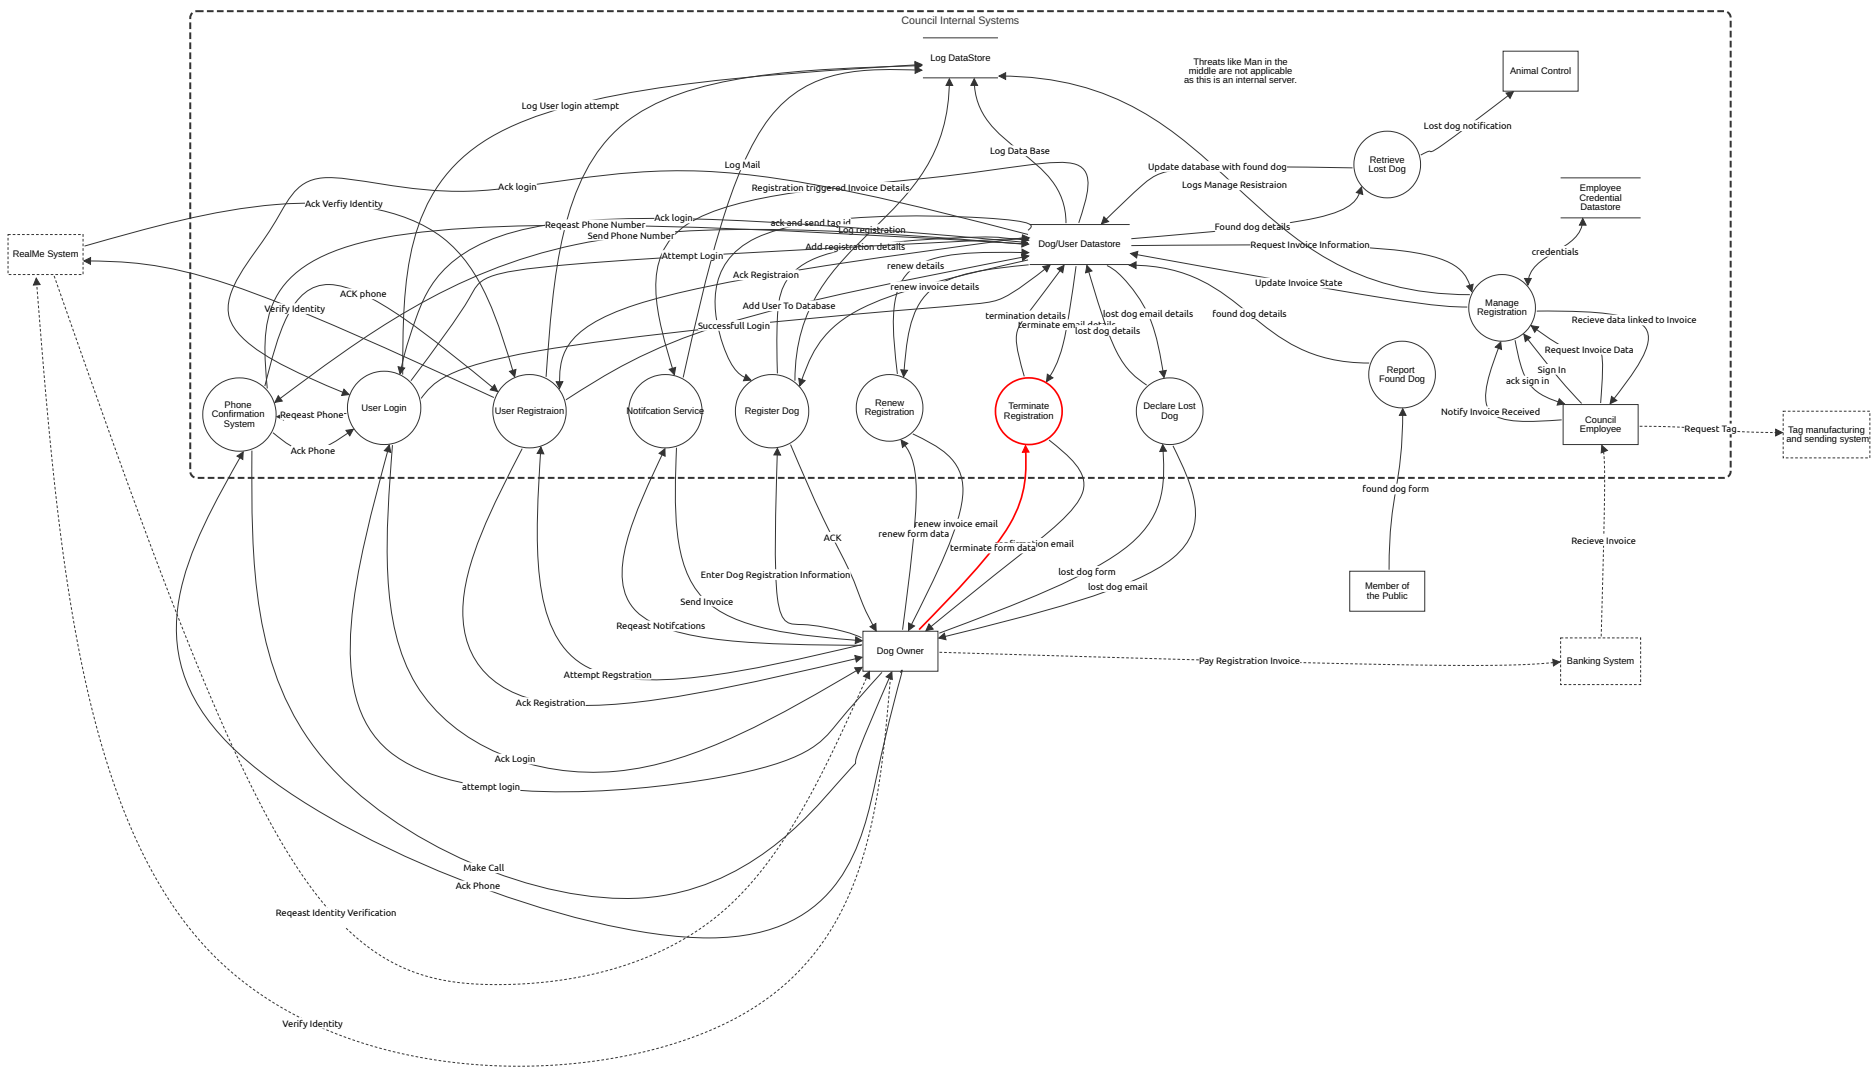 Council Internal Systems
Log DataStore
Threats like Man in the
middle are not applicable
as this is an internal server.
Animal Control
Log User login attempt
Lost dog notification
Log Mail
Log Data Base
Update database with found dog
Retrieve
Lost Dog
Logs Manage Resistraion
Ack login
Registration triggered Invoice Details
Employee
Credential
Datastore
Ack Verfiy Identity
Reqeast Phone Number
Ack login
ack and send tag id
Log registration
Send Phone Number
Found dog details
RealMe System
Attempt Login
Add registration details
Dog/User Datastore
Request Invoice Information
credentials
Ack Registraion
renew details
renew invoice details
Update Invoice State
ACK phone
Verify Identity
Add User To Database
Successfull Login
termination details
terminate email details
lost dog email details
lost dog details
found dog details
Manage
Registration
Recieve data linked to Invoice
Request Invoice Data
Sign In
ack sign in
Report
Found Dog
Notify Invoice Received
Phone
Confirmation
System
Reqeast Phone
User Login
User Registraion
Notifcation Service
Register Dog
Renew
Registration
Terminate
Registration
Declare Lost
Dog
Council
Employee
Request Tag
Tag manufacturing
and sending system
Ack Phone
found dog form
renew invoice email
renew form data
ACK
terminate form data
email
Recieve Invoice
Enter Dog Registration Information
lost dog form
lost dog email
Member of
the Public
Send Invoice
Reqeast Notifcations
Dog Owner
Pay Registration Invoice
Banking System
Attempt Regstration
Ack Registration
Ack Login
attempt login
Make Call
Ack Phone
Reqeast Identity Verification
Verify Identity